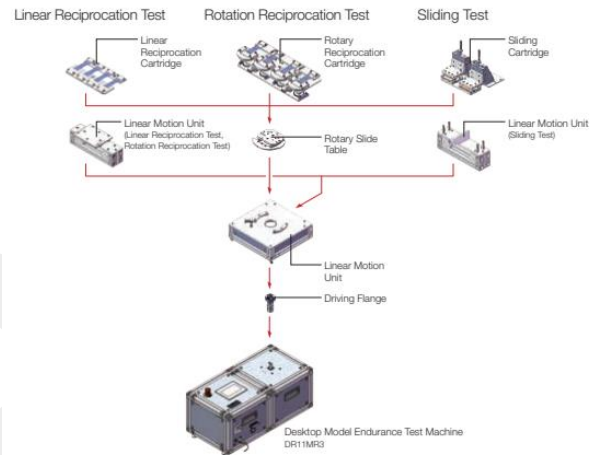 Linear Reciprocation Test
Rotation Reciprocation Test
Sliding Test
Linear
Reciprocation
Cartridge
Rotary
Reciprocation
Cartridge
Sliding
Cartridge
Linear Motion Unit
(Linear Reciprocation Test,
Rotation Reciprocation Test)
Rotary Slide
Table
Linear Motion Unit
(Sliding Test)
Linear Motion
Unit
Driving Flange
Desktop Model Endurance Test Machine
DR11MR3